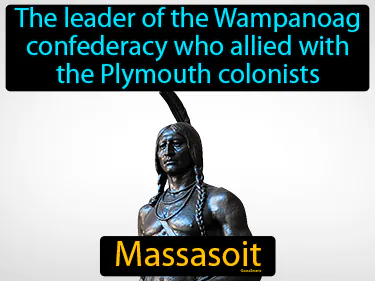 The leader of the Wampanoag
confederacy who allied with
the Plymouth colonists
Massasoit